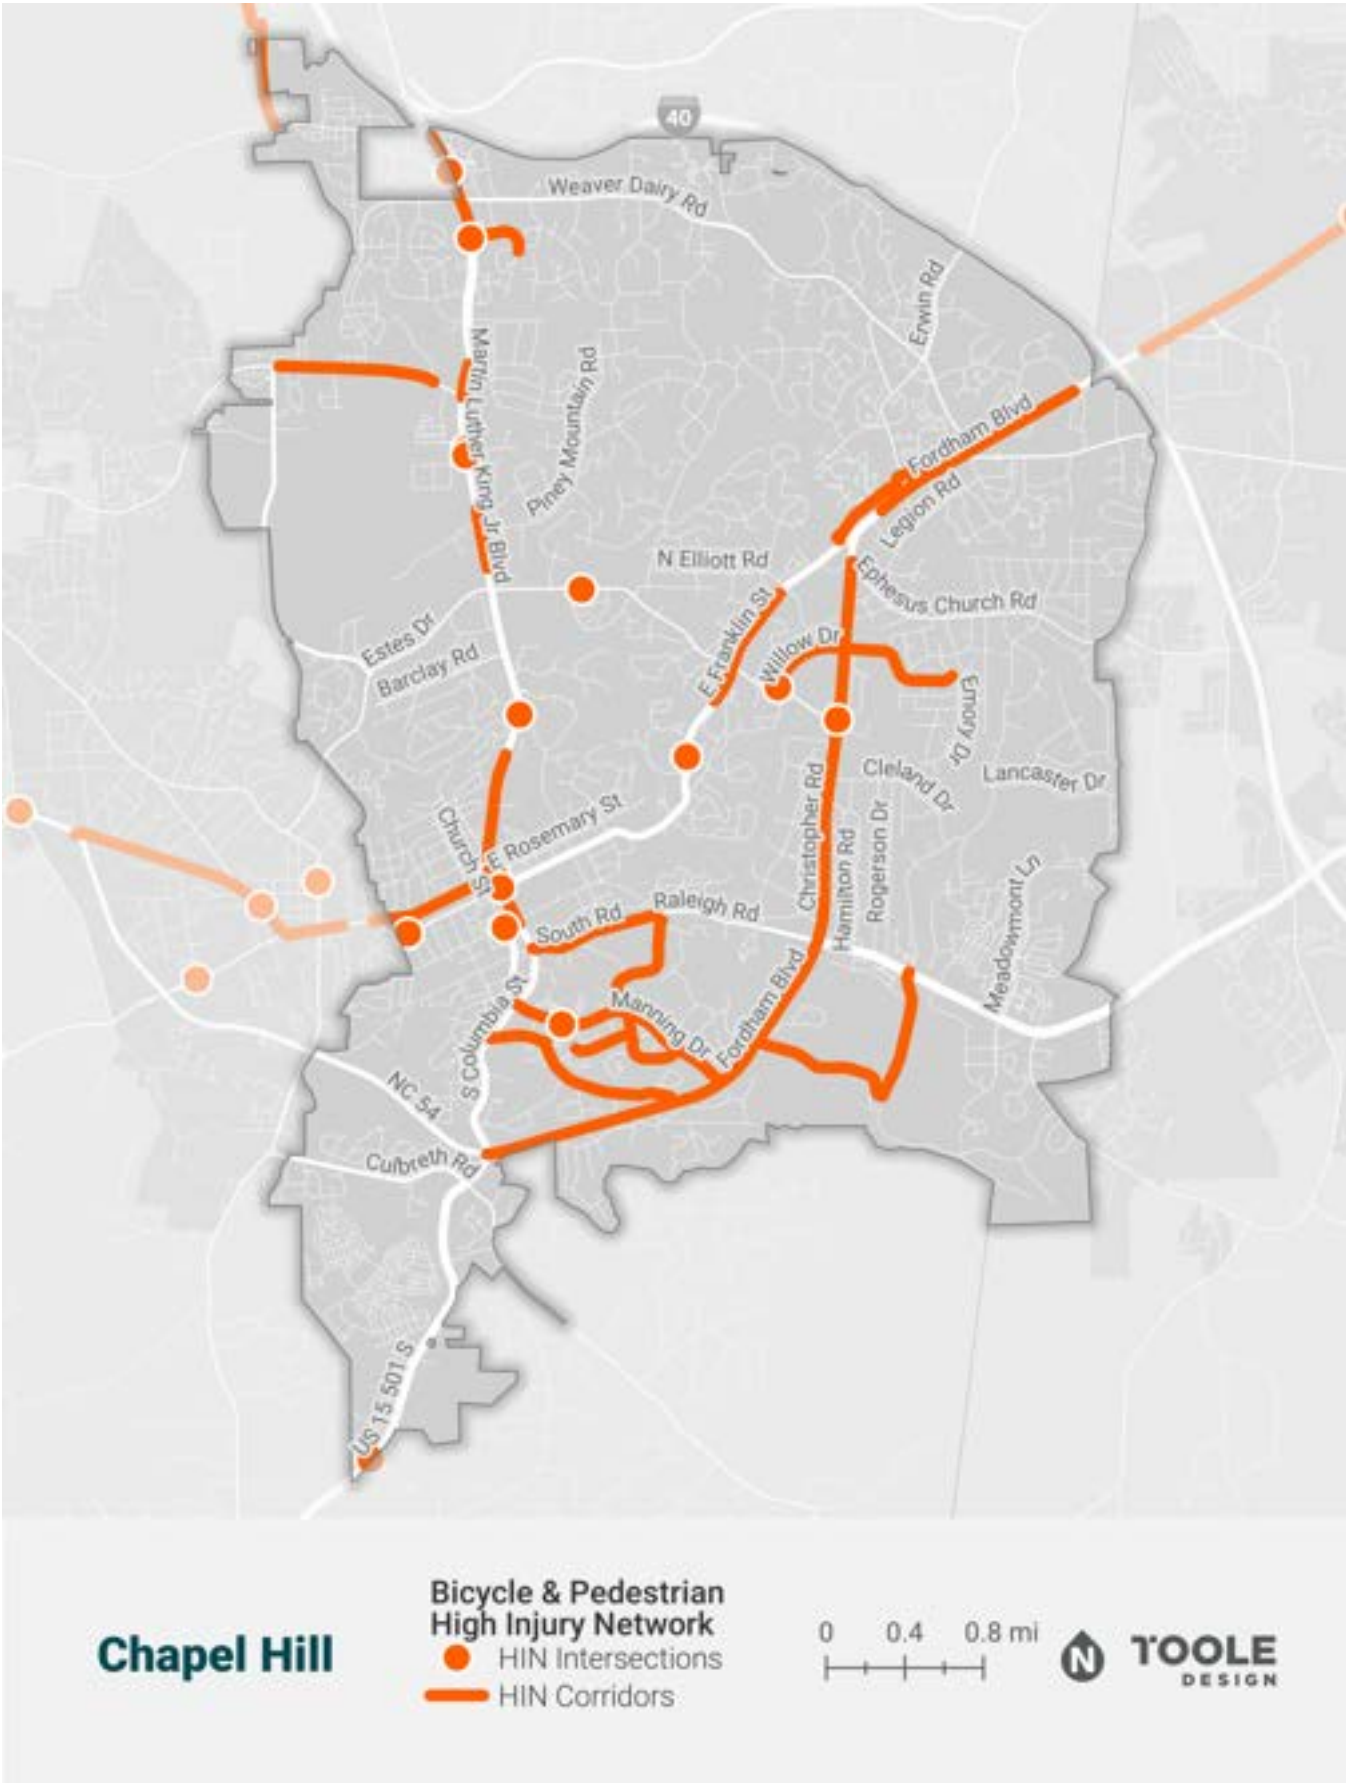 40
Weaver Dairy Rd
Erwin Rd
Martin Luther King Jr Blvd
Piney Mountain Rd
Fordham Blvd
Legion Rd
N Elliott Rd
Ephesus Church Rd
E Franklin St
Willow Dr
Estes Dr
Barclay Rd
Emory Dr
Cleland Dr
Lancaster Dr
Christopher Rd
Hamilton Rd
Rogerson Dr
Church St
E Rosemary St
Meadowmont Ln
South Rd
Raleigh Rd
Manning Dr
Fordham Blvd
S Columbia St
NC 54
Culbreth Rd
US 15 501 S
Chapel Hill
Bicycle & Pedestrian
High Injury Network
HIN Intersections
HIN Corridors
0 0.4 0.8 mi
N
TOOLE
DESIGN